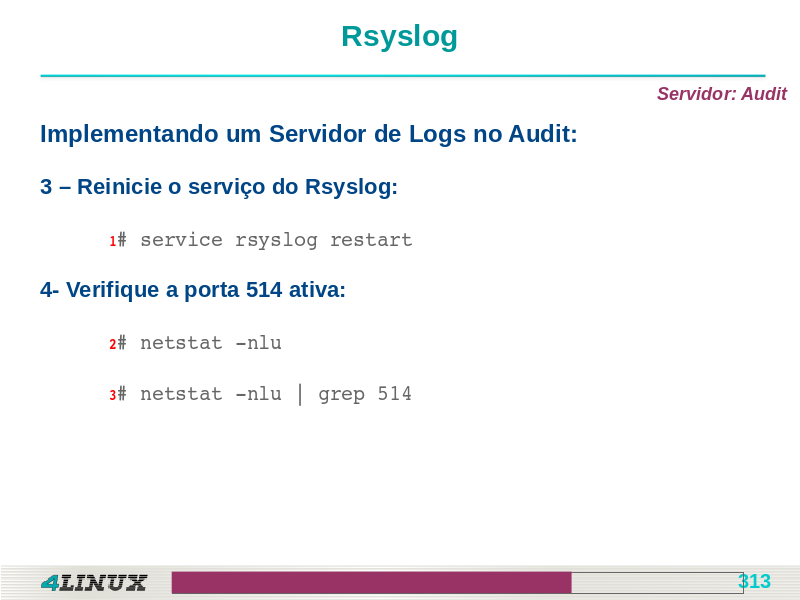 Rsyslog
Servidor: Audit
Implementando um Servidor de Logs no Audit:
3 – Reinicie o serviço do Rsyslog:
1# service rsyslog restart
4- Verifique a porta 514 ativa:
2# netstat -nlu
3# netstat -nlu | grep 514
4LINUX
313